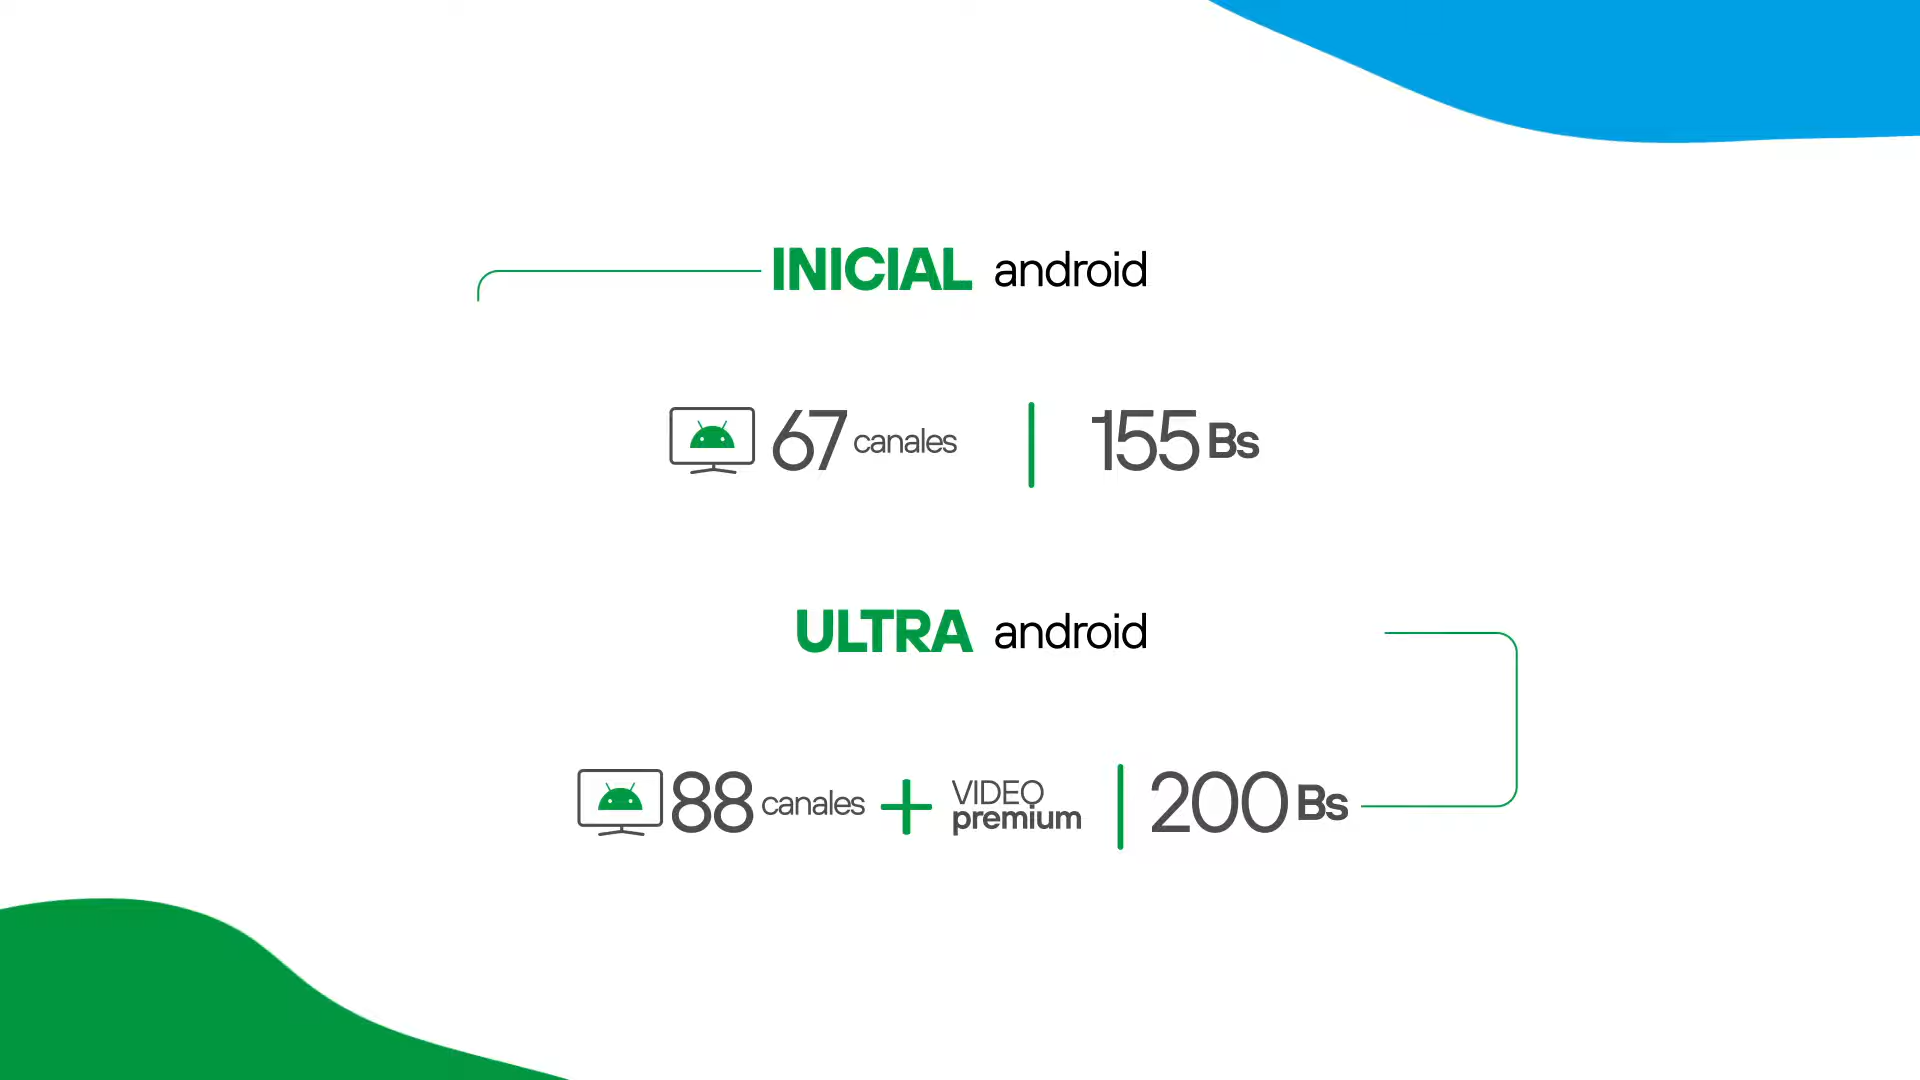 INICIAL android
67 canales | 155 Bs
ULTRA android
88 canales + VIDEO premium | 200 Bs